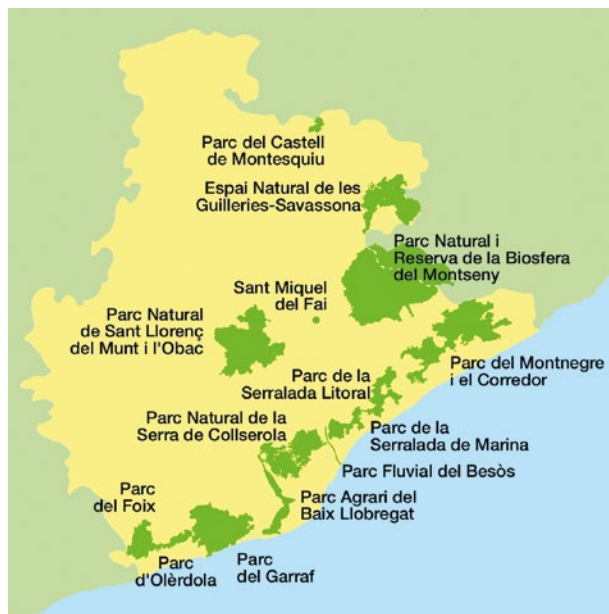 Parc del Castell
de Montesquiu
Espai Natural de les
Guilleries-Savassona
Parc Natural i
Reserva de la Biosfera
del Montseny
Sant Miquel
del Fai
Parc Natural
de Sant Llorenç
del Munt i l'Obac
Parc del Montnegre
i el Corredor
Parc de la
Serralada Litoral
Parc Natural de la
Serra de Collserola
Parc de la
Serralada de Marina
Parc Fluvial del Besòs
Parc
del Foix
Parc Agrari del
Baix Llobregat
Parc
d'Olèrdola
Parc
del Garraf